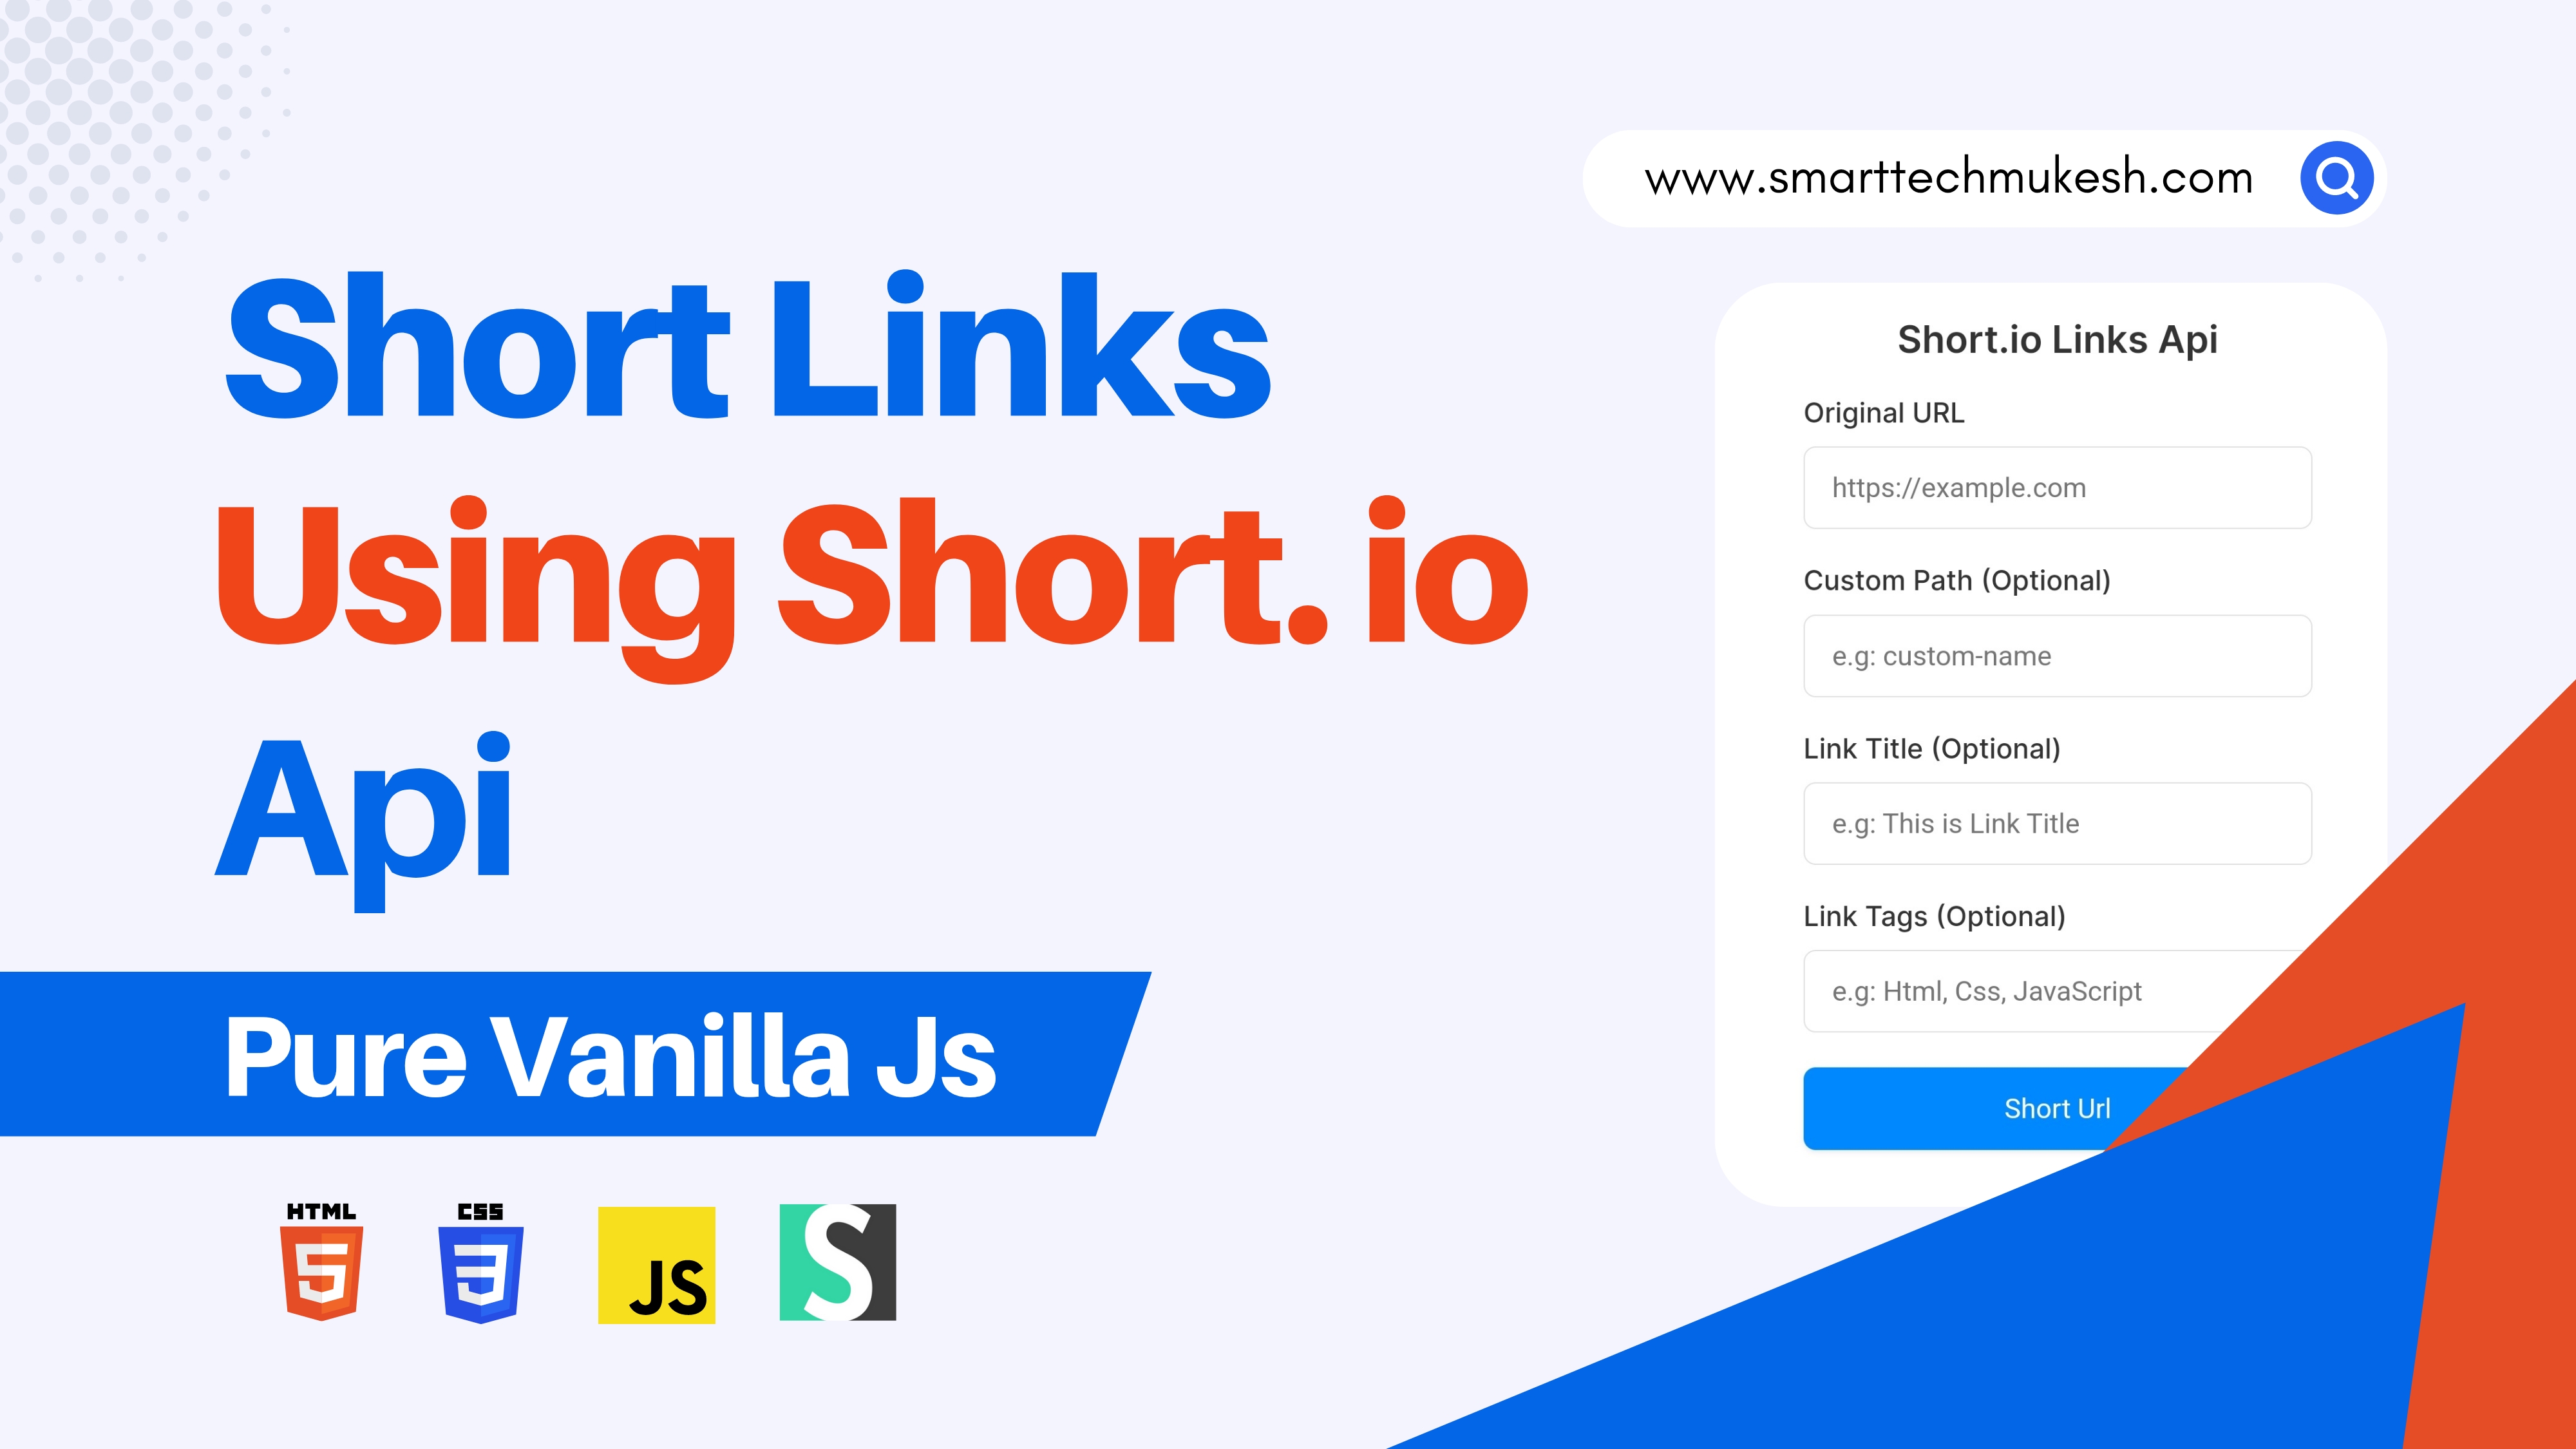 www.smarttechmukesh.com
Short Links
Using Short. io
Api
Pure Vanilla Js
HTML
5
CSS
3
JS
S
Short.io Links Api
Original URL
https://example.com
Custom Path (Optional)
e.g: custom-name
Link Title (Optional)
e.g: This is Link Title
Link Tags (Optional)
e.g: Html, Css, JavaScript
Short Url